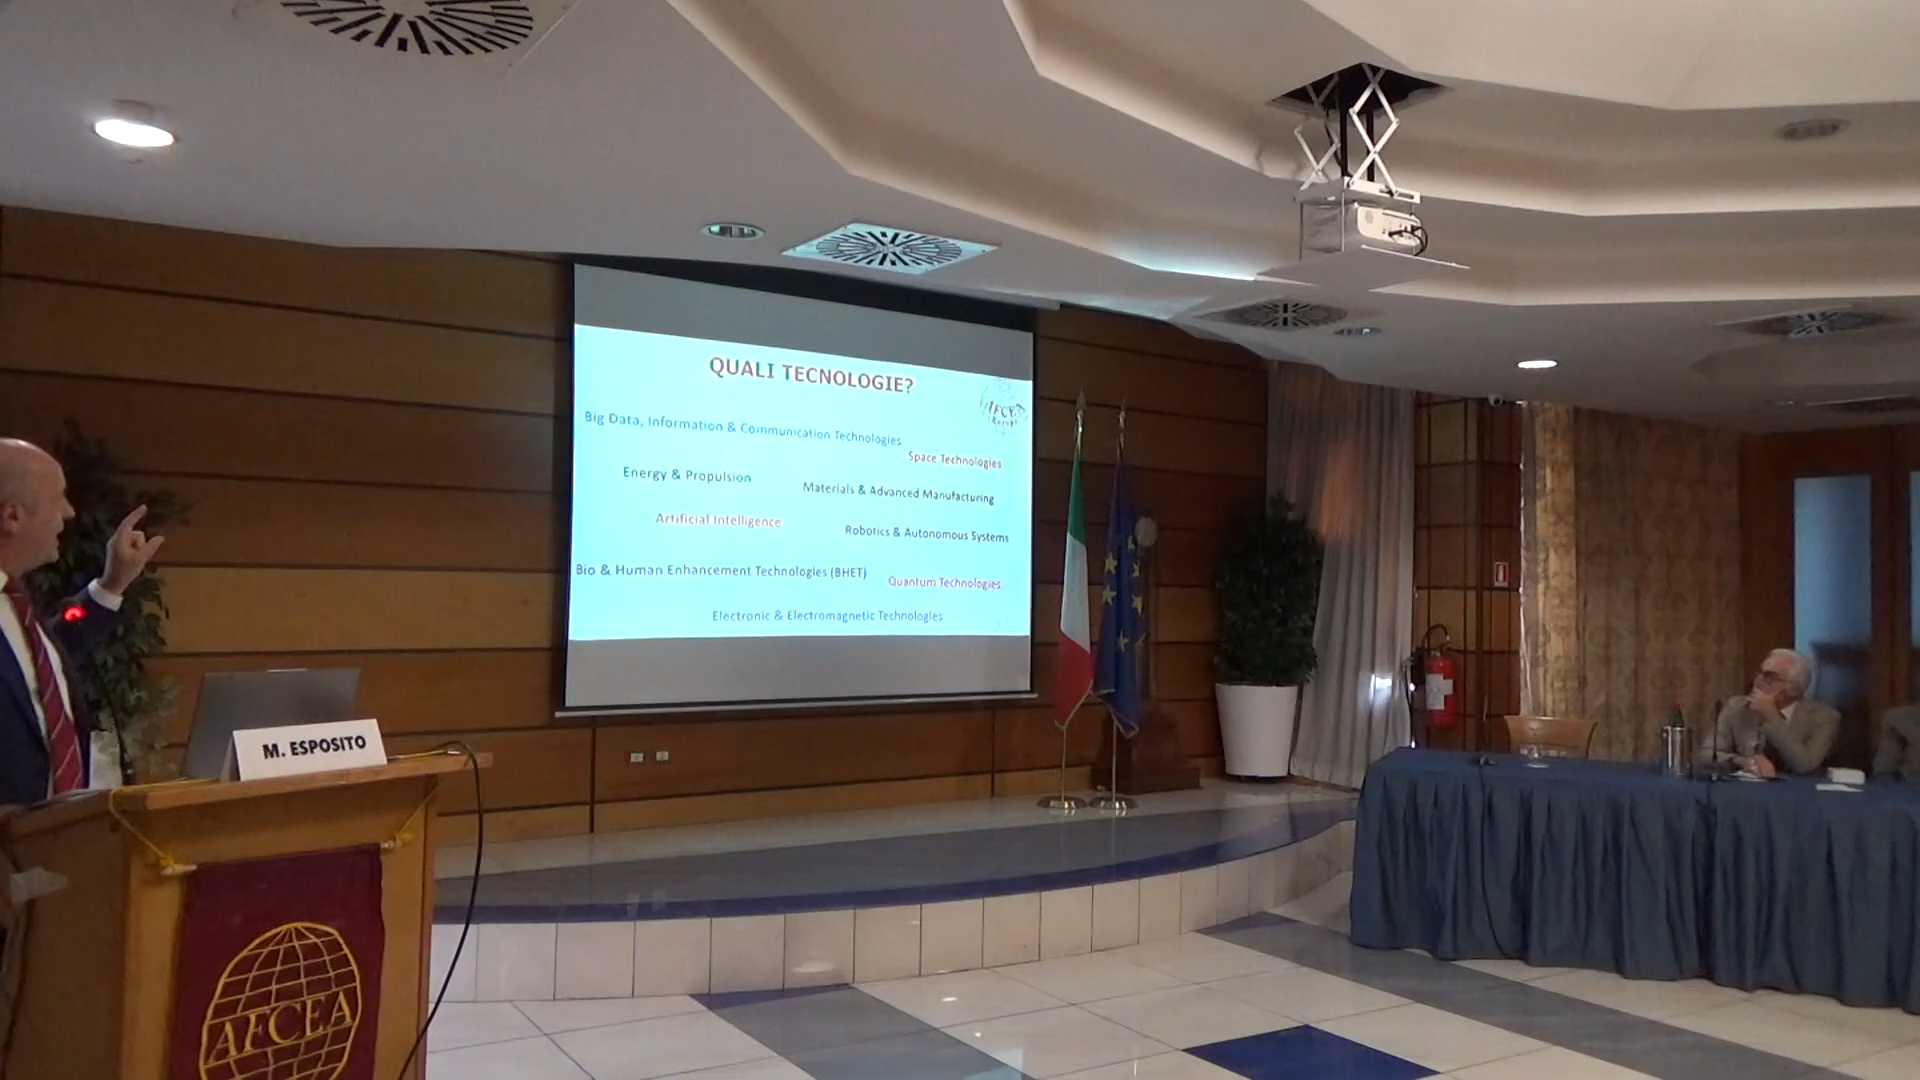 QUALI TECNOLOGIE?
AFCEA
Big Data, Information & Communication Technologies
Space Technologies
Energy & Propulsion
Materials & Advanced Manufacturing
Artificial Intelligence
Robotics & Autonomous Systems
Bio & Human Enhancement Technologies (BHET)
Quantum Technologies
Electronic & Electromagnetic Technologies
M. ESPOSITO
AFCEA